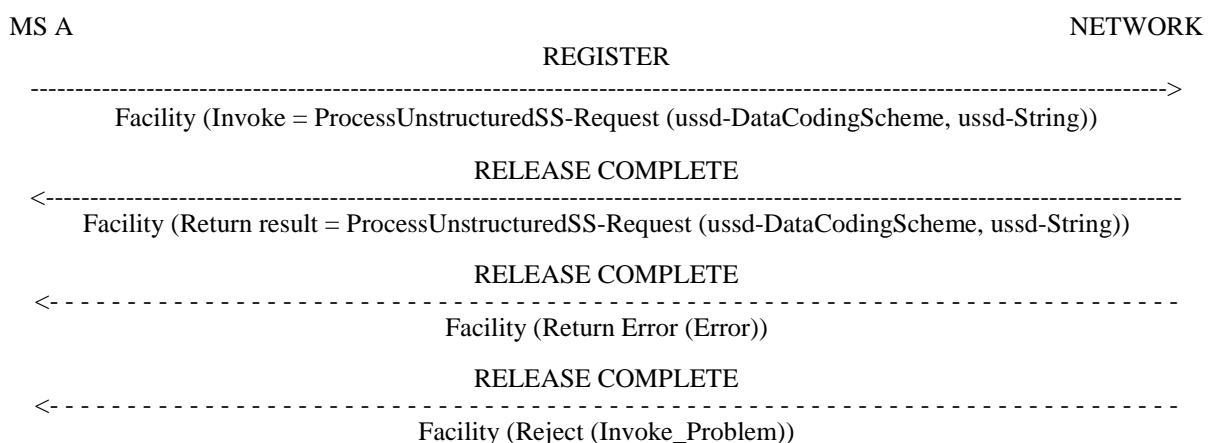 MS A NETWORK
REGISTER
Facility (Invoke = ProcessUnstructuredSS-Request (ussd-DataCodingScheme, ussd-String))
RELEASE COMPLETE
Facility (Return result = ProcessUnstructuredSS-Request (ussd-DataCodingScheme, ussd-String))
RELEASE COMPLETE
Facility (Return Error (Error))
RELEASE COMPLETE
Facility (Reject (Invoke_Problem))